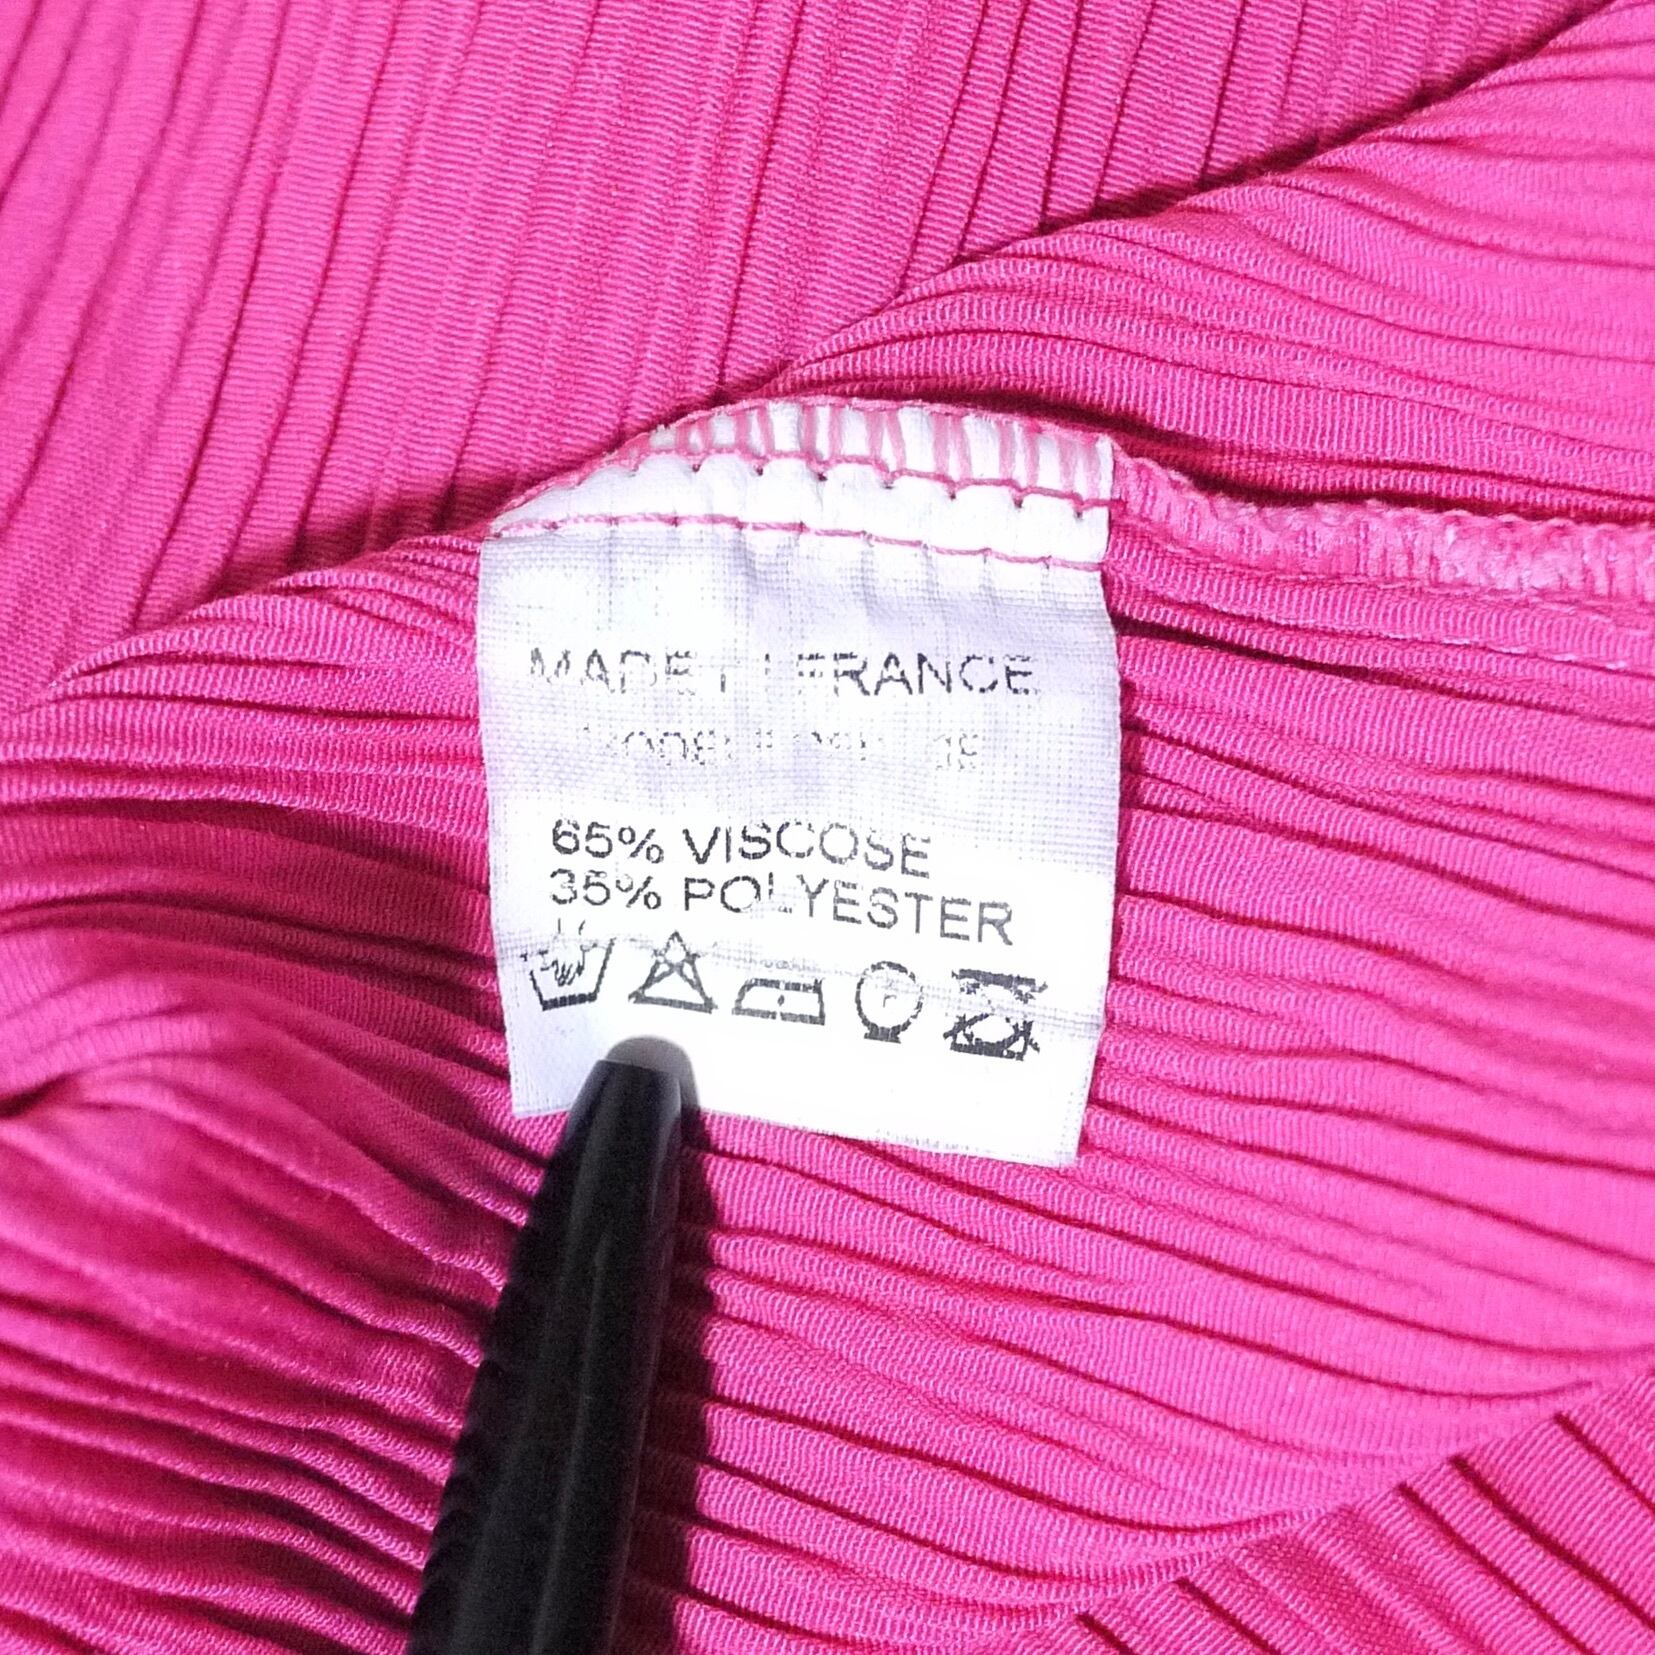 MADE IN FRANCE
65% VISCOSE
35% POLYESTER